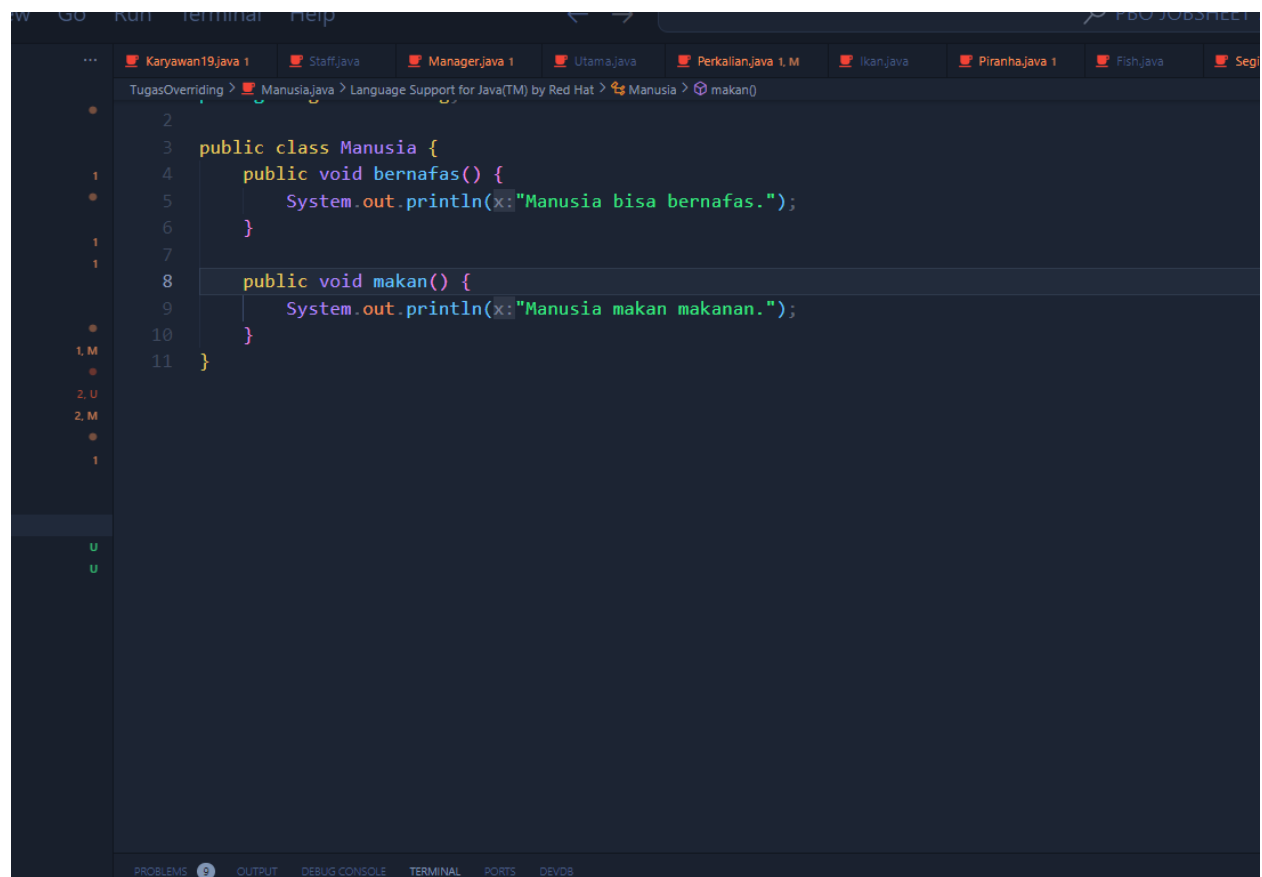 Go Run Terminal Help ← → PBO JOBSHEET
... Karyawan19.java 1 Staff.java Manager.java 1 Utama.java Perkalian.java 1, M Ikan.java Piranha.java 1 Fish.java Segi
TugasOverriding > Manusia.java > Language Support for Java(TM) by Red Hat > Manusia > makan()
2
3 public class Manusia {
4 public void bernafas() {
5 System.out.println(x:"Manusia bisa bernafas.");
6 }
7
8 public void makan() {
9 System.out.println(x:"Manusia makan makanan.");
10 }
11 }
1
1
1
1, M
2, U
2, M
1
U
U
PROBLEMS 9 OUTPUT DEBUG CONSOLE TERMINAL PORTS DEVDB